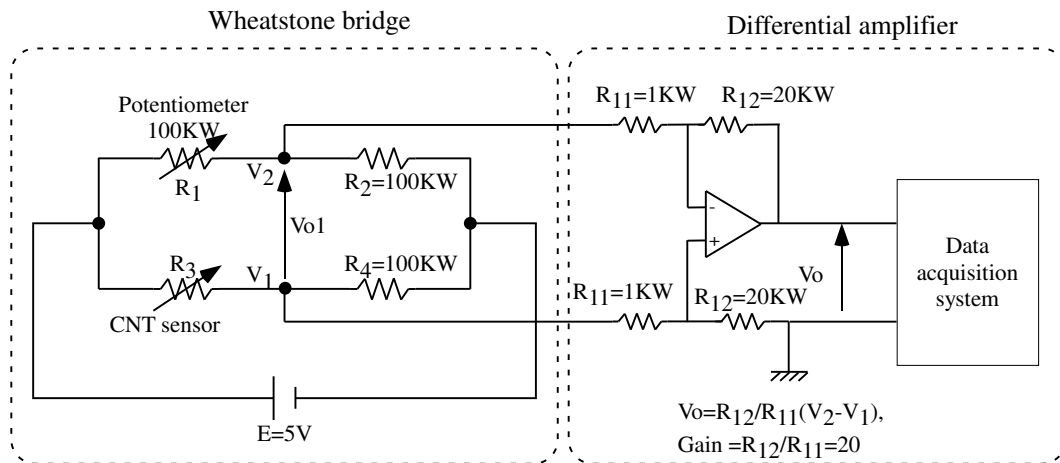 Wheatstone bridge
Potentiometer
100KW
R1
V2
R2=100KW
Vo1
R3
V1
R4=100KW
CNT sensor
E=5V
Differential amplifier
R11=1KW
R12=20KW
-
+
R11=1KW
R12=20KW
Vo
Data
acquisition
system
Vo=R12/R11(V2-V1),
Gain =R12/R11=20